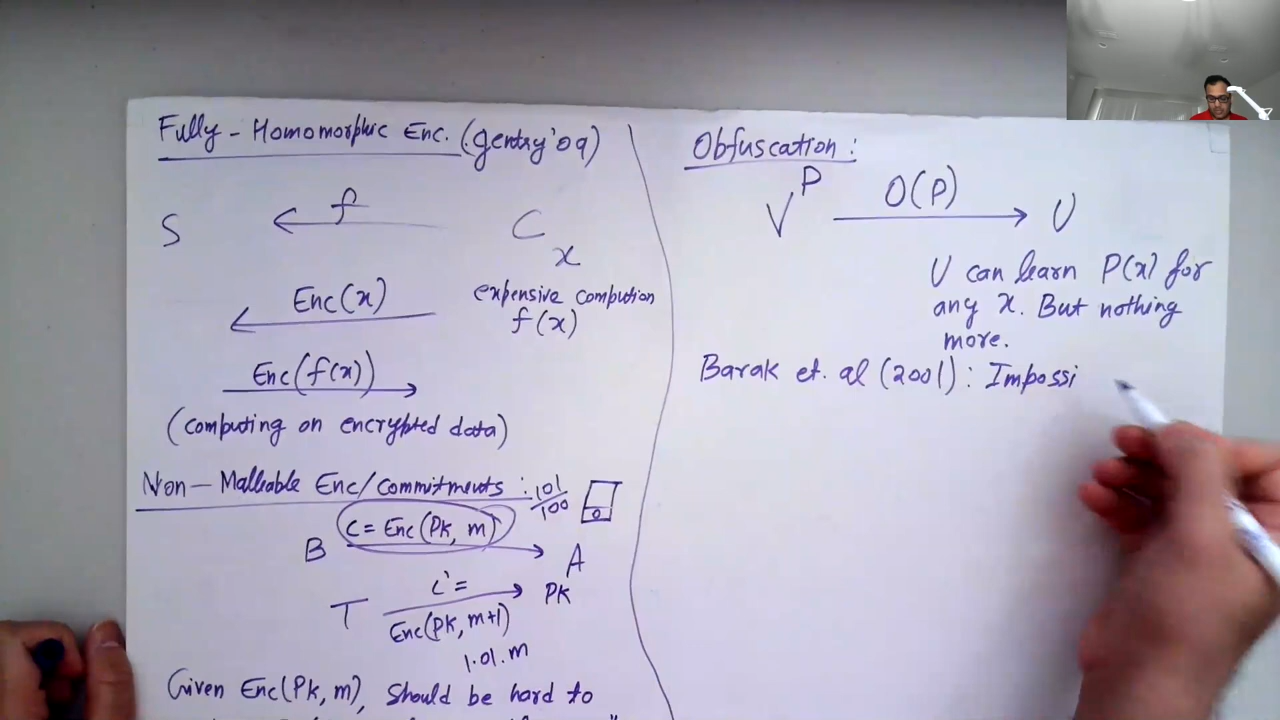 Fully-Homomorphic Enc. (Gentry'09)
S f C
x
Enc(x) expensive compution
f(x)
Enc(f(x))
(computing on encrypted data)
Non-Malleable Enc/commitments :
101/100
B C = Enc(PK, m) A
T c' = PK
Enc(PK, m+1)
1.01.m
Given Enc(PK, m), Should be hard to
Obfuscation :
V P O(P) U
U can learn P(x) for
any x. But nothing
more.
Barak et. al (2001) : Impossi